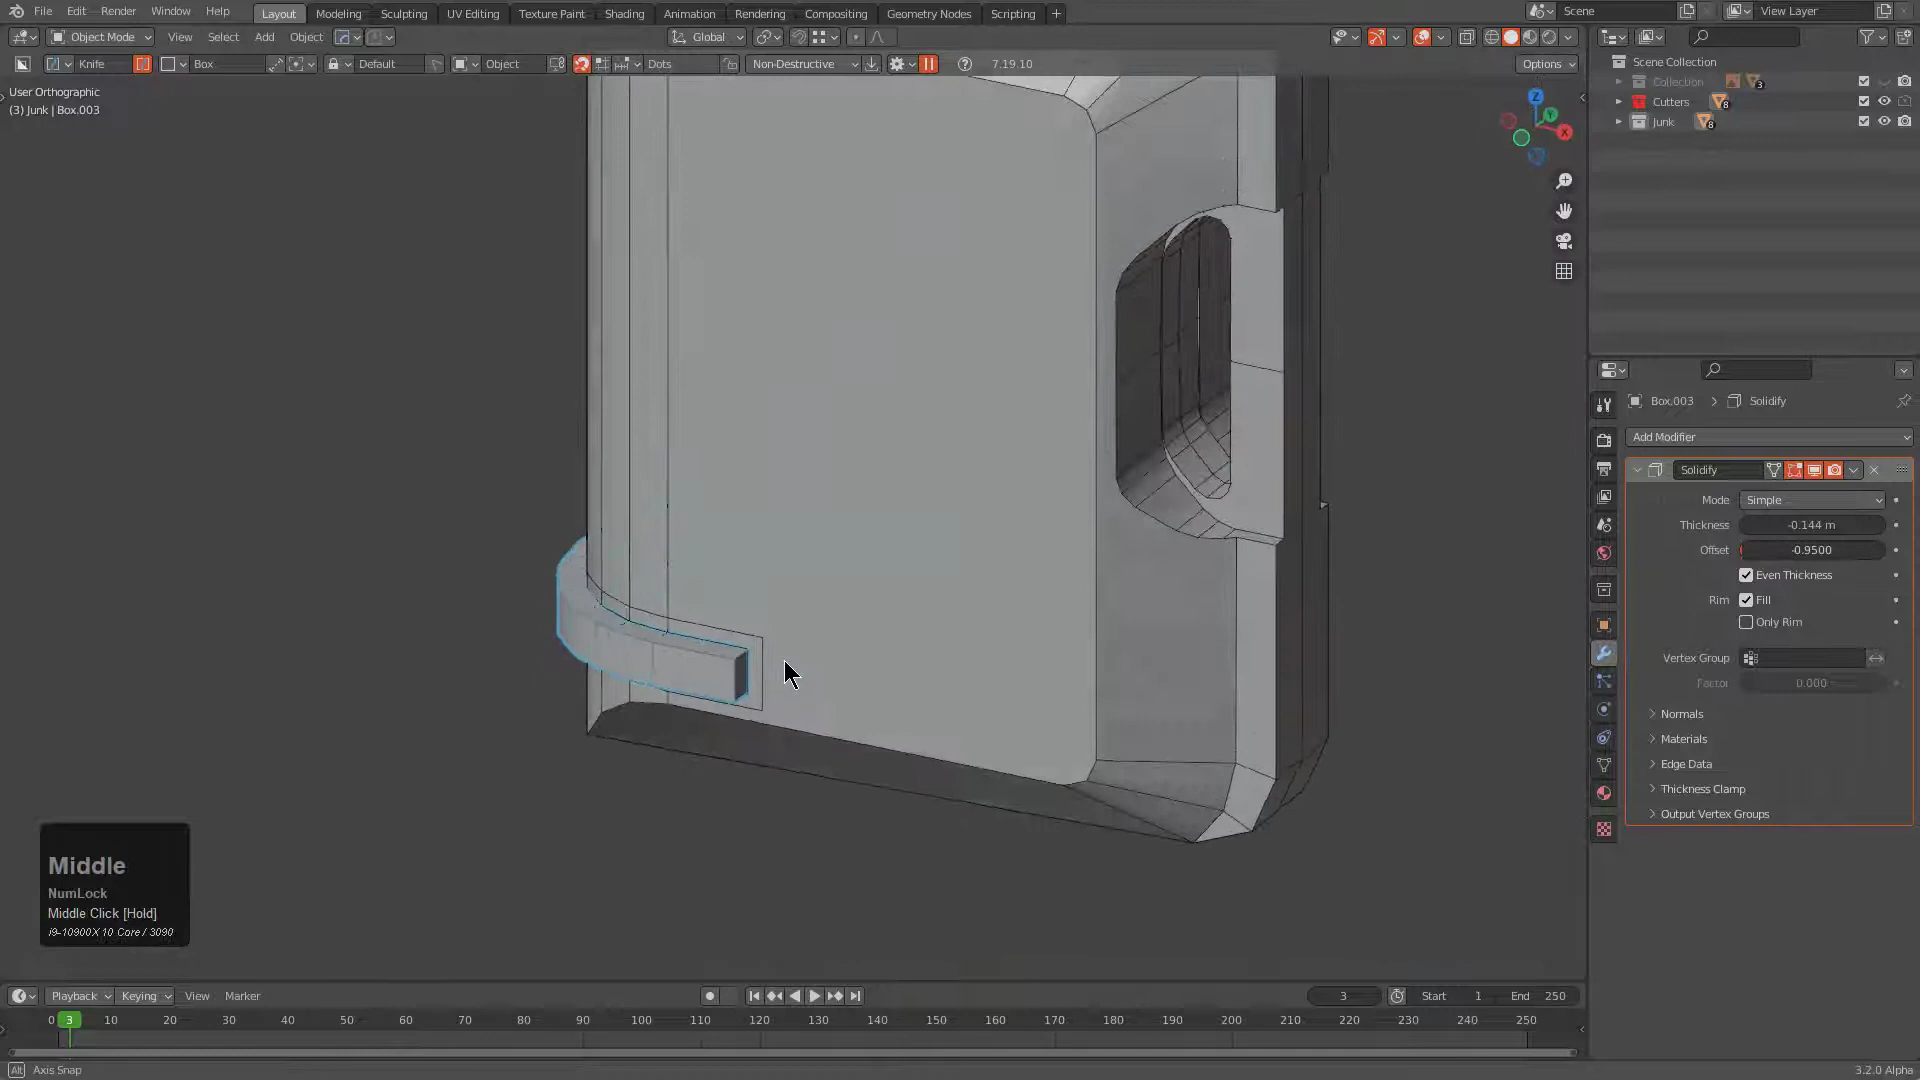 File Edit Render Window Help Layout Modeling Sculpting UV Editing Texture Paint Shading Animation Rendering Compositing Geometry Nodes Scripting + Scene View Layer
Object Mode View Select Add Object Global
Knife Box Default Object Dots Non-Destructive 7.19.10 Options
User Orthographic
(3) Junk | Box.003
Z
Y
X
Scene Collection
Collection 3
Cutters 8
Junk 8
Box.003 > Solidify
Add Modifier
Solidify
Mode Simple
Thickness -0.144 m
Offset -0.9500
Even Thickness
Rim Fill
Only Rim
Vertex Group
Factor 0.000
Normals
Materials
Edge Data
Thickness Clamp
Output Vertex Groups
Middle
NumLock
Middle Click [Hold]
i9-10900X 10 Core / 3090
Playback Keying View Marker 3 Start 1 End 250
0 3 10 20 30 40 50 60 70 80 90 100 110 120 130 140 150 160 170 180 190 200 210 220 230 240 250
Alt Axis Snap 3.2.0 Alpha